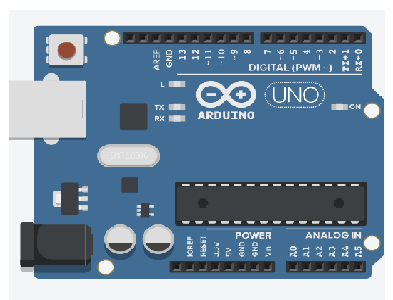 AREF
GND
13
12
~11
~10
~9
8
7
~6
~5
4
~3
2
TX→1
RX←0
DIGITAL (PWM~)
L
TX
RX
ARDUINO
UNO
ON
POWER
ANALOG IN
IOREF
RESET
3.3V
5V
GND
GND
Vin
A0
A1
A2
A3
A4
A5